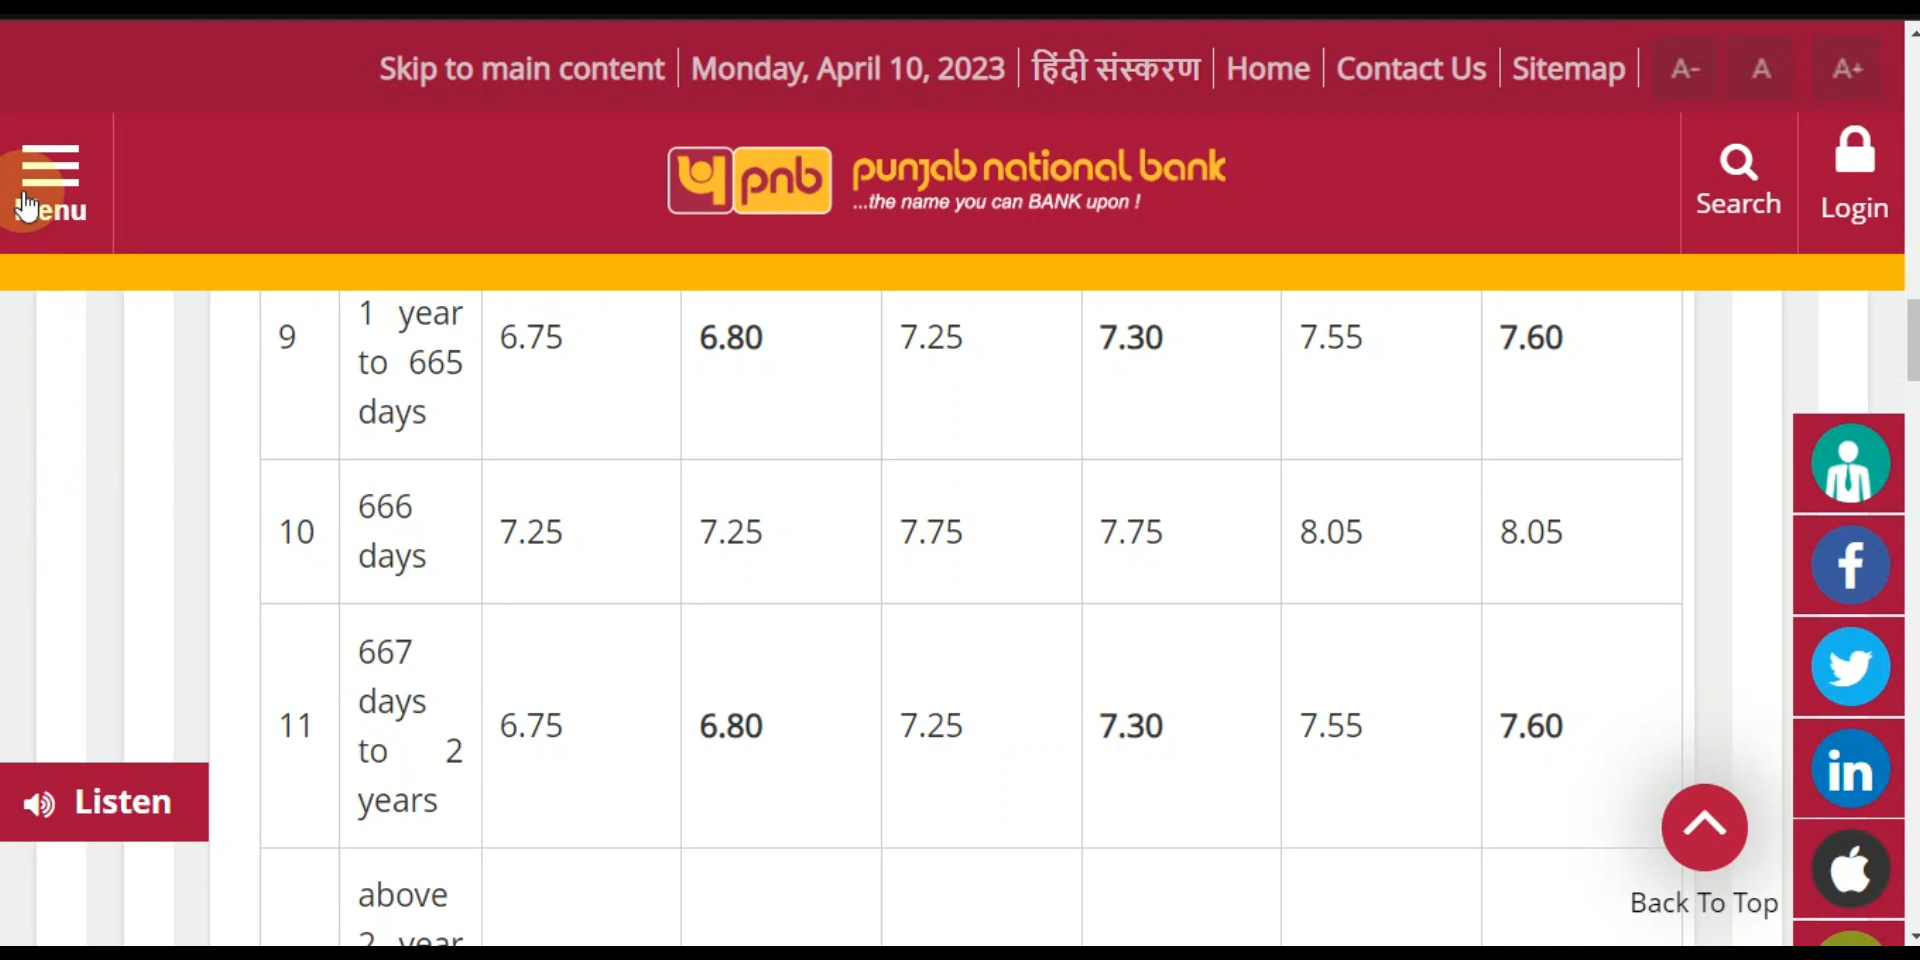 Skip to main content | Monday, April 10, 2023 | हिंदी संस्करण | Home | Contact Us | Sitemap | A- A A+
Menu
प pnb punjab national bank
...the name you can BANK upon !
Search
Login
9 1 year to 665 days 6.75 6.80 7.25 7.30 7.55 7.60
10 666 days 7.25 7.25 7.75 7.75 8.05 8.05
11 667 days to 2 years 6.75 6.80 7.25 7.30 7.55 7.60
above
2 year
Listen
Back To Top
f
in